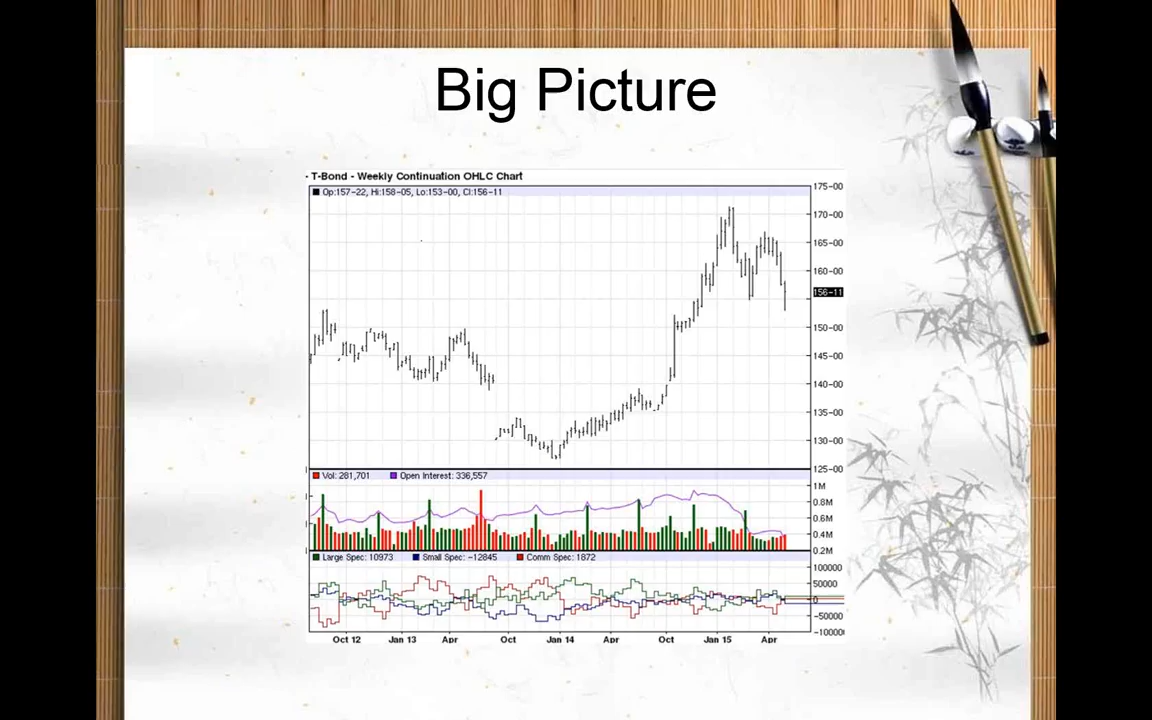 Big Picture
- T-Bond - Weekly Continuation OHLC Chart
Op:157-22, Hi:158-05, Lo:153-00, Cl:156-11
175-00
170-00
165-00
160-00
156-11
150-00
145-00
140-00
135-00
130-00
125-00
Vol: 281,701 Open Interest: 336,557
1M
0.8M
0.6M
0.4M
0.2M
Large Spec: 10973 Small Spec: -12845 Comm Spec: 1872
100000
50000
0
-50000
-100000
Oct 12 Jan 13 Apr Oct Jan 14 Apr Oct Jan 15 Apr